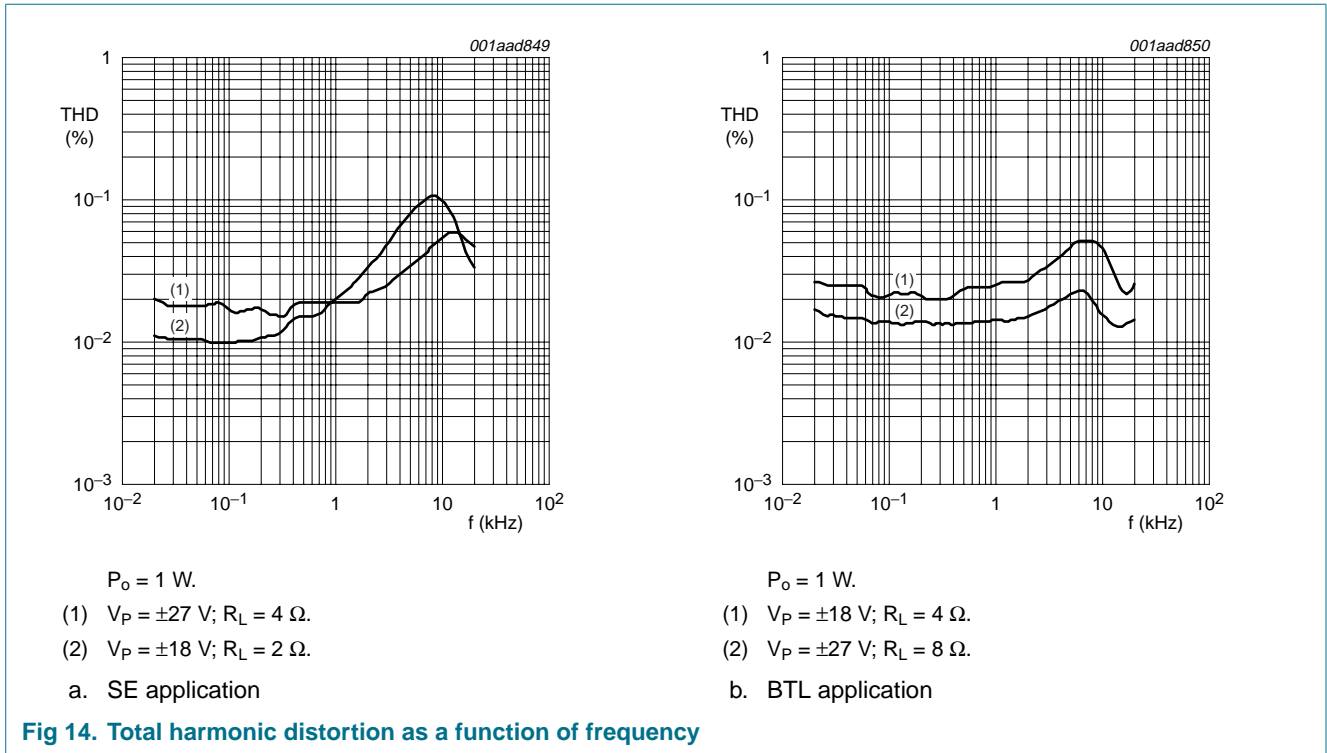 001aad849
1
THD
(%)
10⁻¹
(1)
(2)
10⁻²
10⁻³
10⁻² 10⁻¹ 1 10 10²
f (kHz)
Pₒ = 1 W.
(1) V_P = ±27 V; R_L = 4 Ω.
(2) V_P = ±18 V; R_L = 2 Ω.
a. SE application
001aad850
1
THD
(%)
10⁻¹
(1)
(2)
10⁻²
10⁻³
10⁻² 10⁻¹ 1 10 10²
f (kHz)
Pₒ = 1 W.
(1) V_P = ±18 V; R_L = 4 Ω.
(2) V_P = ±27 V; R_L = 8 Ω.
b. BTL application
Fig 14. Total harmonic distortion as a function of frequency